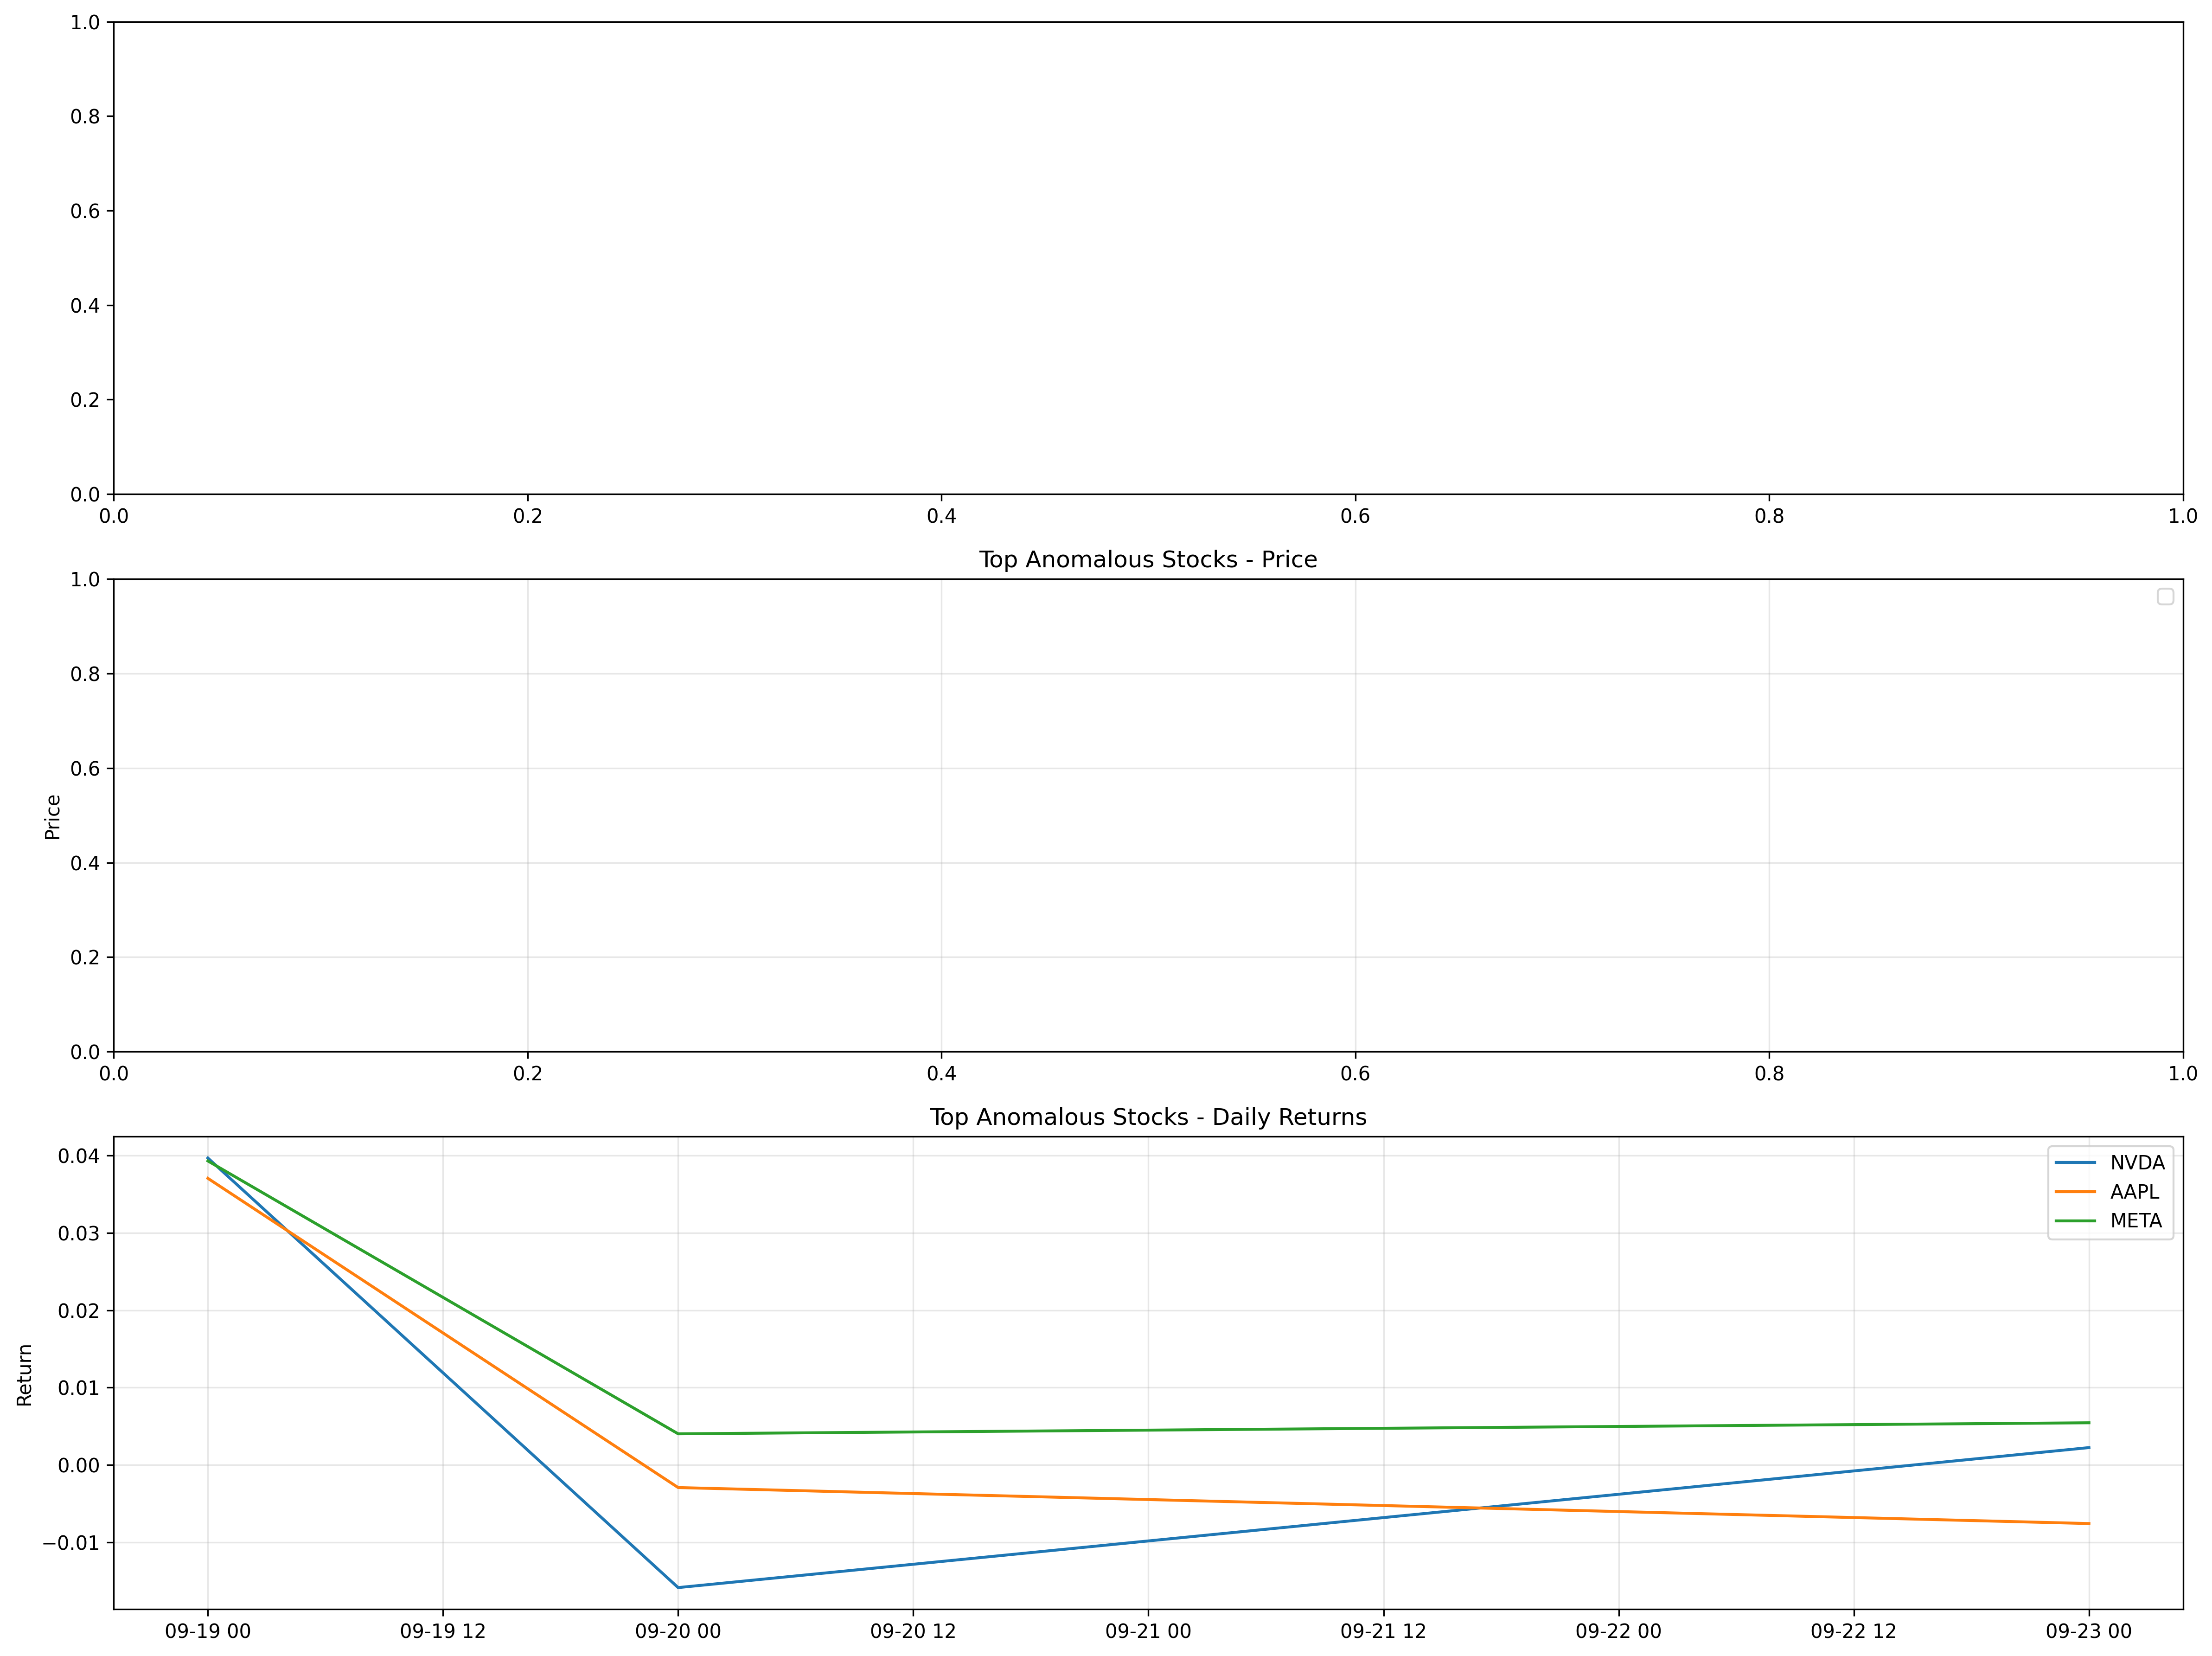 1.0
0.8
0.6
0.4
0.2
0.0
0.0 0.2 0.4 0.6 0.8 1.0
Top Anomalous Stocks - Price
1.0
0.8
0.6
0.4
0.2
0.0
Price
0.0 0.2 0.4 0.6 0.8 1.0
Top Anomalous Stocks - Daily Returns
0.04
0.03
0.02
0.01
0.00
−0.01
Return
NVDA
AAPL
META
09-19 00 09-19 12 09-20 00 09-20 12 09-21 00 09-21 12 09-22 00 09-22 12 09-23 00